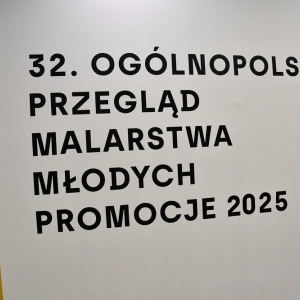 32. OGÓLNOPOLS
PRZEGLĄD
MALARSTWA
MŁODYCH
PROMOCJE 2025